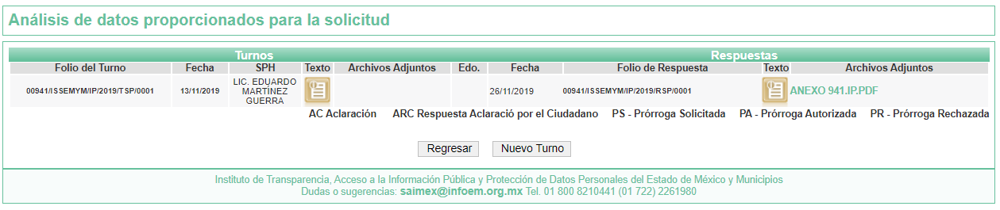 Análisis de datos proporcionados para la solicitud
Turnos Respuestas
Folio del Turno Fecha SPH Texto Archivos Adjuntos Edo. Fecha Folio de Respuesta Texto Archivos Adjuntos
00941/ISSEMYM/IP/2019/TSP/0001 13/11/2019 LIC. EDUARDO MARTÍNEZ GUERRA 26/11/2019 00941/ISSEMYM/IP/2019/RSP/0001 ANEXO 941.IP.PDF
AC Aclaración ARC Respuesta Aclaració por el Ciudadano PS - Prórroga Solicitada PA - Prórroga Autorizada PR - Prórroga Rechazada
Regresar Nuevo Turno
Instituto de Transparencia, Acceso a la Información Pública y Protección de Datos Personales del Estado de México y Municipios
Dudas o sugerencias: saimex@infoem.org.mx Tel. 01 800 8210441 (01 722) 2261980